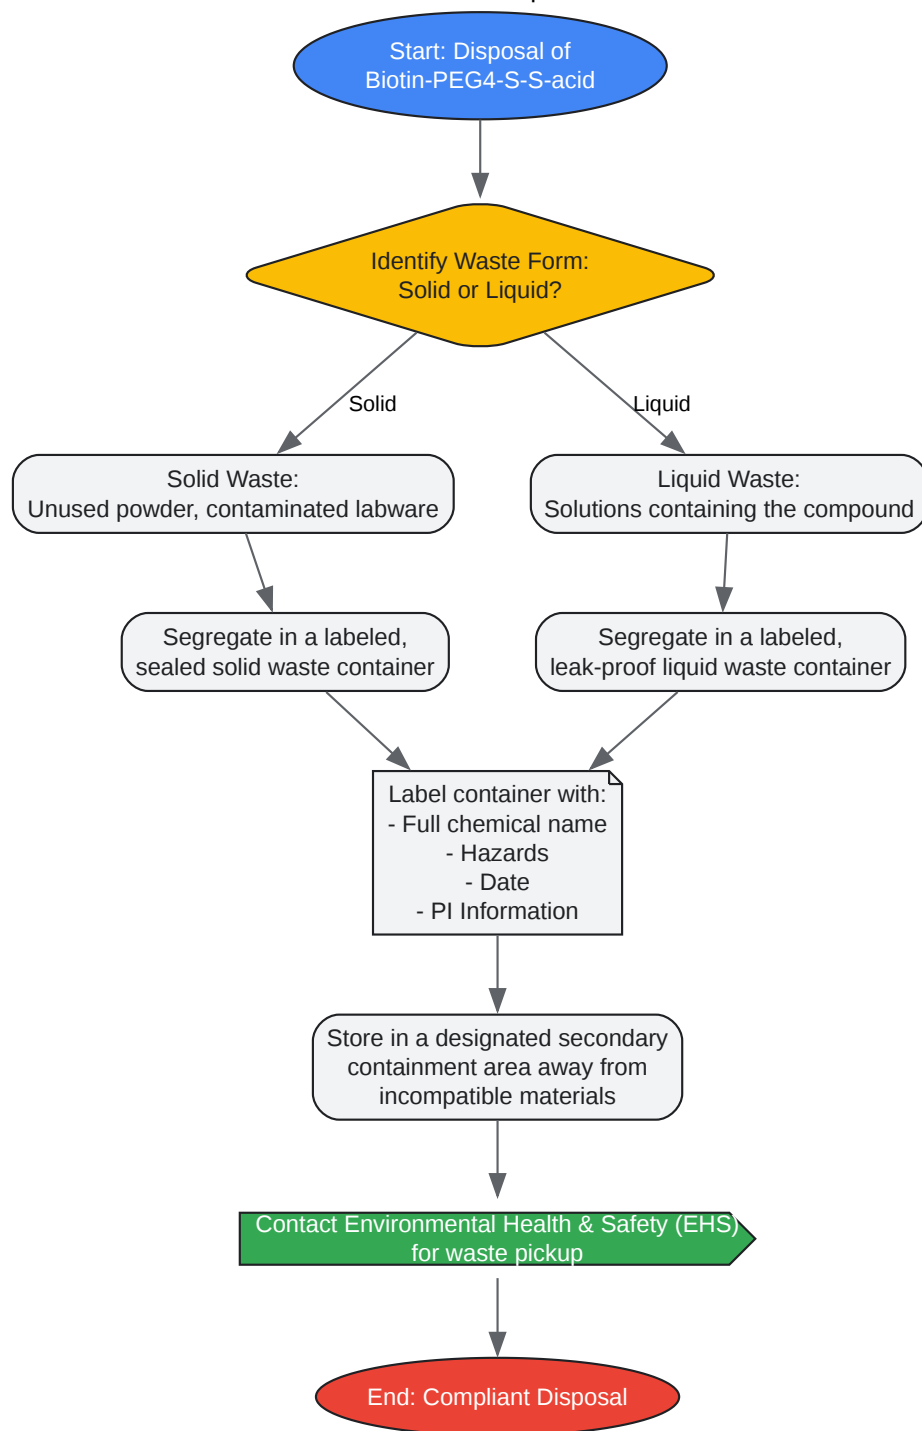 Start: Disposal of
Biotin-PEG4-S-S-acid
Identify Waste Form:
Solid or Liquid?
Solid
Liquid
Solid Waste:
Unused powder, contaminated labware
Liquid Waste:
Solutions containing the compound
Segregate in a labeled,
sealed solid waste container
Segregate in a labeled,
leak-proof liquid waste container
Label container with:
- Full chemical name
- Hazards
- Date
- PI Information
Store in a designated secondary
containment area away from
incompatible materials
Contact Environmental Health & Safety (EHS)
for waste pickup
End: Compliant Disposal